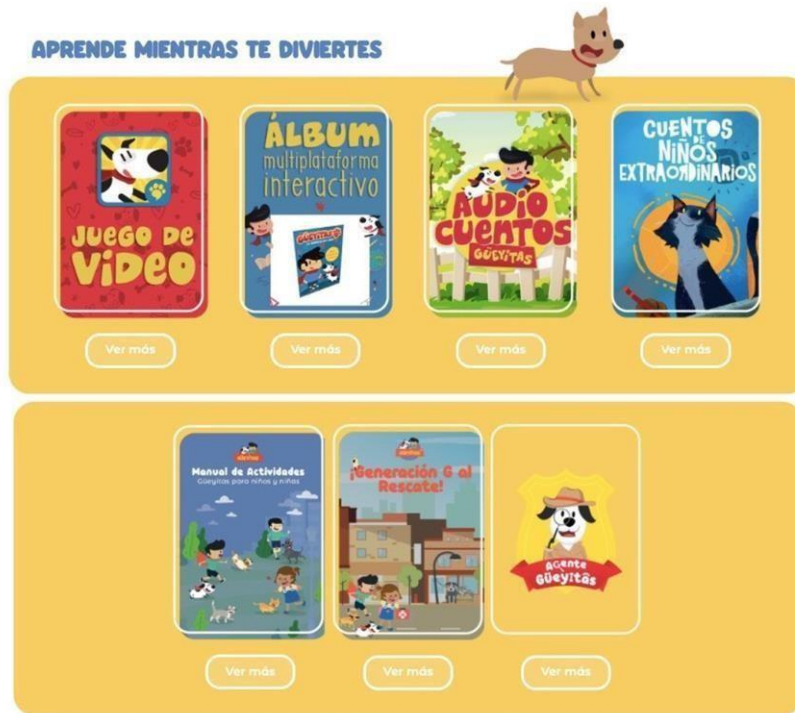 APRENDE MIENTRAS TE DIVIERTES
JUEGO DE
VIDEO
ÁLBUM
multiplataforma
interactivo
GÜEYITAS
AUDIO
CUENTOS
GÜEYITAS
CUENTOS
DE
NIÑOS
EXTRAORDINARIOS
Ver más
Ver más
Ver más
Ver más
Manual de Actividades
Güeyitas para niños y niñas
¡Generación G al
Rescate!
AGente
GüeyiTas
Ver más
Ver más
Ver más